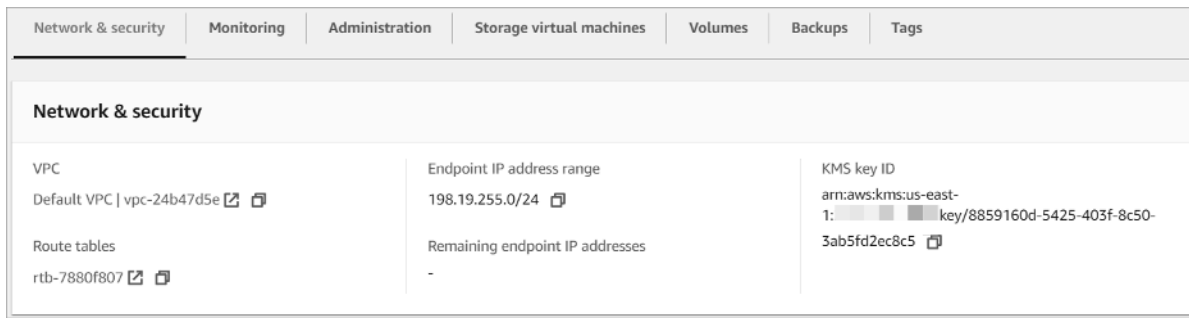 Network & security Monitoring Administration Storage virtual machines Volumes Backups Tags
Network & security
VPC
Default VPC | vpc-24b47d5e
Route tables
rtb-7880f807
Endpoint IP address range
198.19.255.0/24
Remaining endpoint IP addresses
-
KMS key ID
arn:aws:kms:us-east-
1: key/8859160d-5425-403f-8c50-
3ab5fd2ec8c5